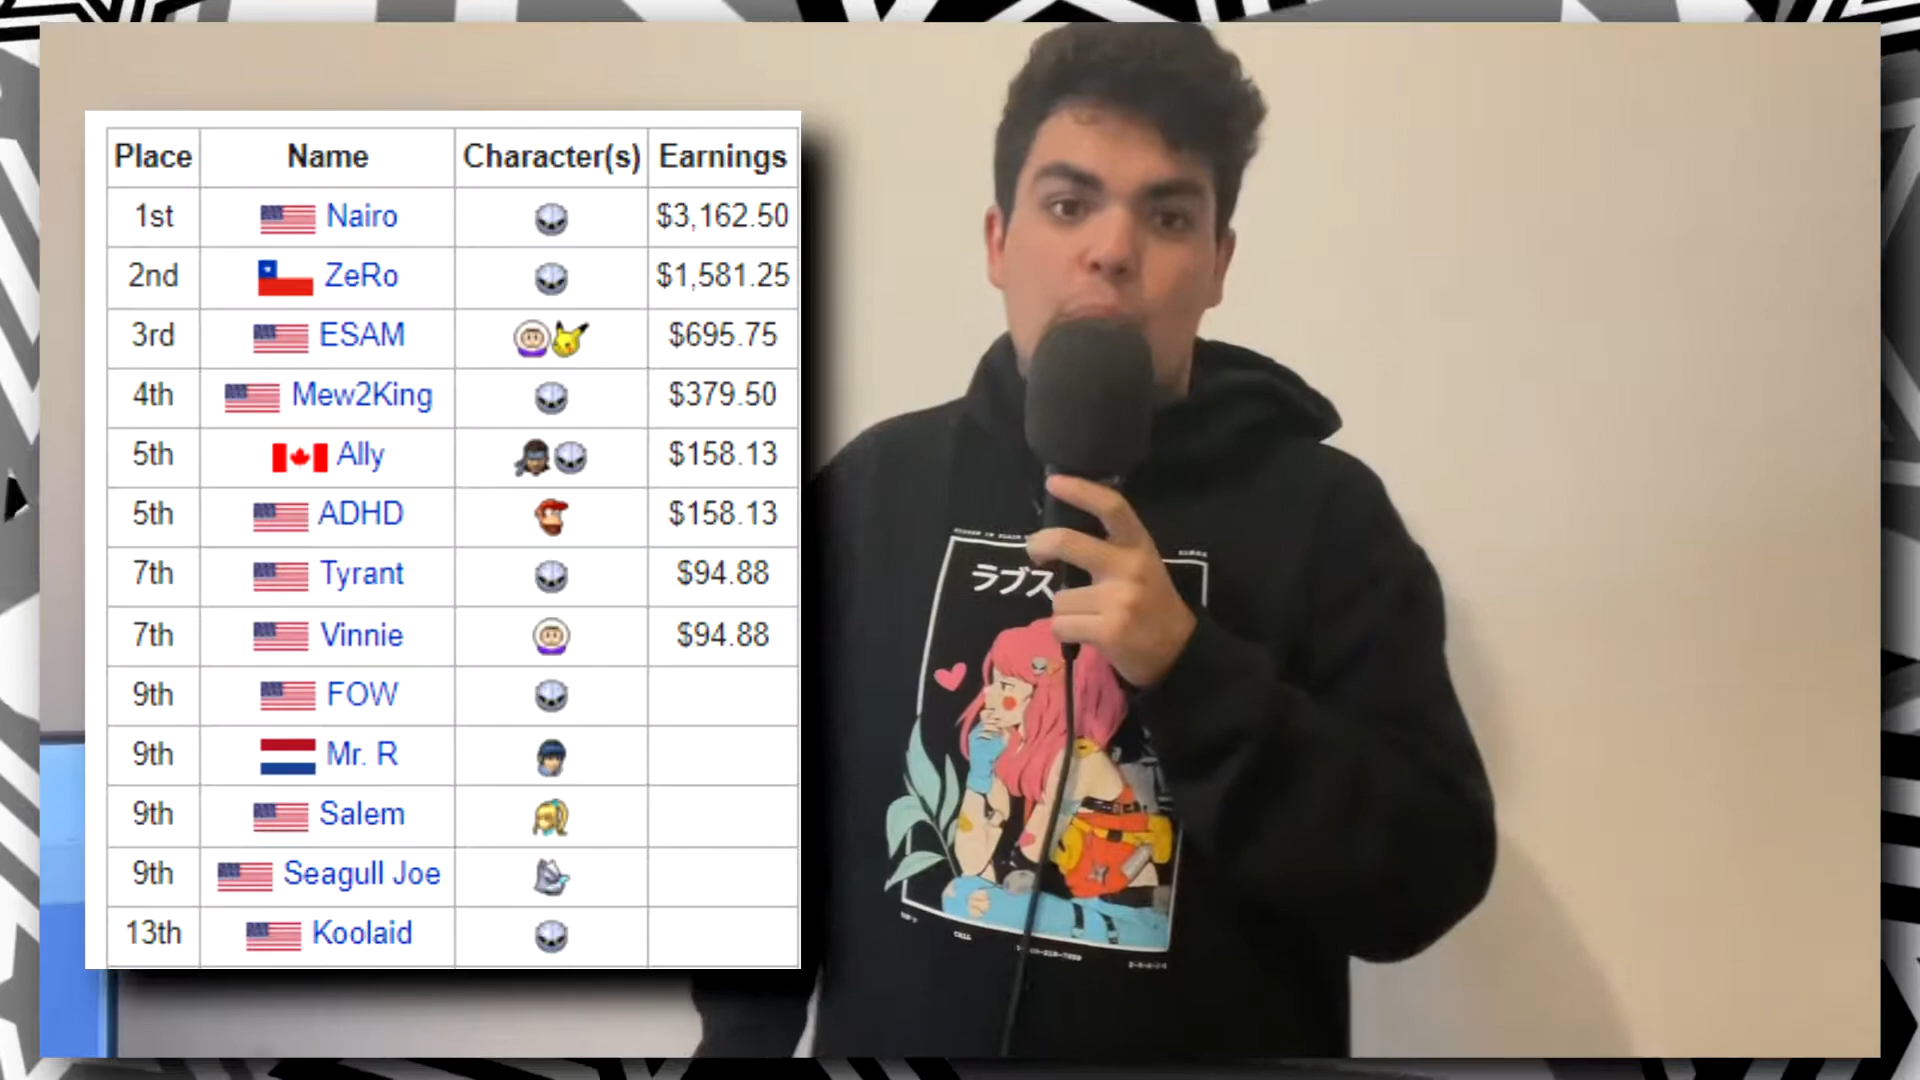 Place Name Character(s) Earnings
1st Nairo $3,162.50
2nd ZeRo $1,581.25
3rd ESAM $695.75
4th Mew2King $379.50
5th Ally $158.13
5th ADHD $158.13
7th Tyrant $94.88
7th Vinnie $94.88
9th FOW
9th Mr. R
9th Salem
9th Seagull Joe
13th Koolaid
ラブス
CALL